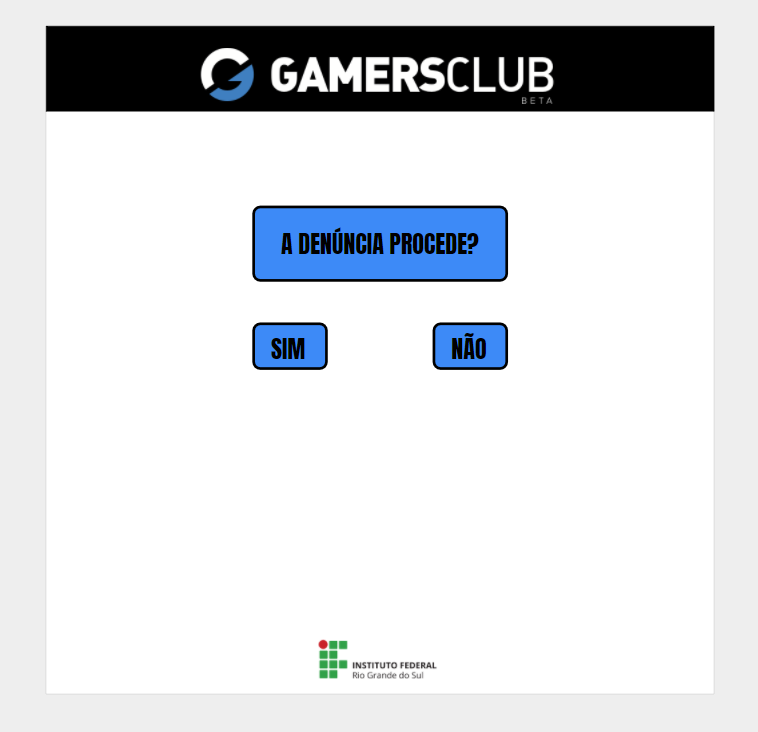 GAMERSCLUB
BETA
A DENÚNCIA PROCEDE?
SIM
NÃO
INSTITUTO FEDERAL
Rio Grande do Sul